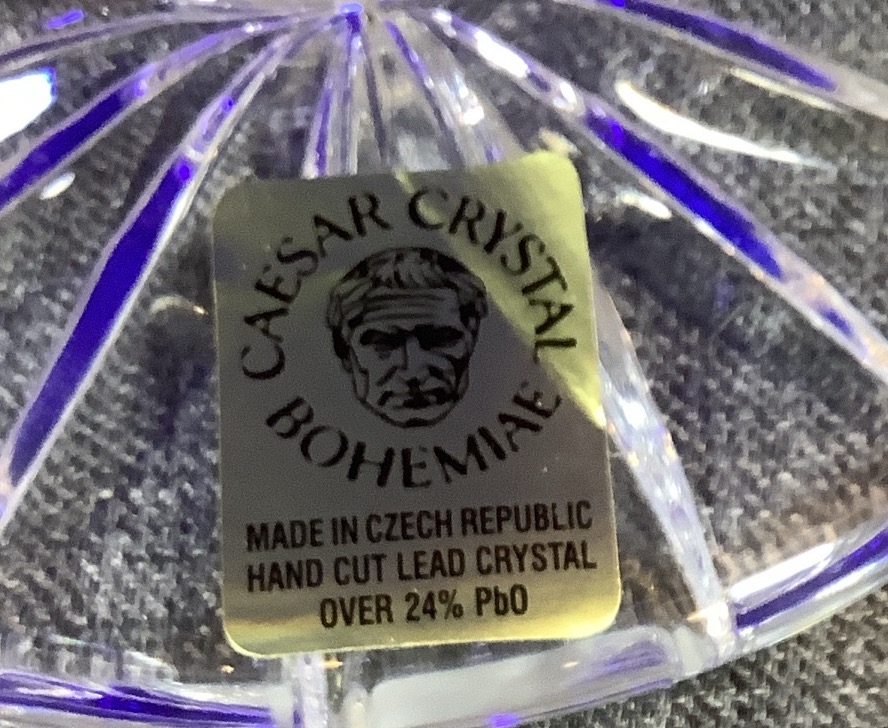 CAESAR CRYSTAL
BOHEMIAE
MADE IN CZECH REPUBLIC
HAND CUT LEAD CRYSTAL
OVER 24% PbO